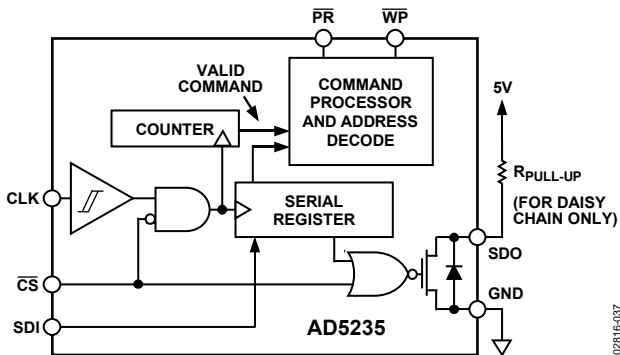 PR WP
VALID
COMMAND
COMMAND
PROCESSOR
AND ADDRESS
DECODE
5V
COUNTER
RPULL-UP
(FOR DAISY
CHAIN ONLY)
CLK
SERIAL
REGISTER
SDO
CS
GND
SDI
AD5235
02816-037